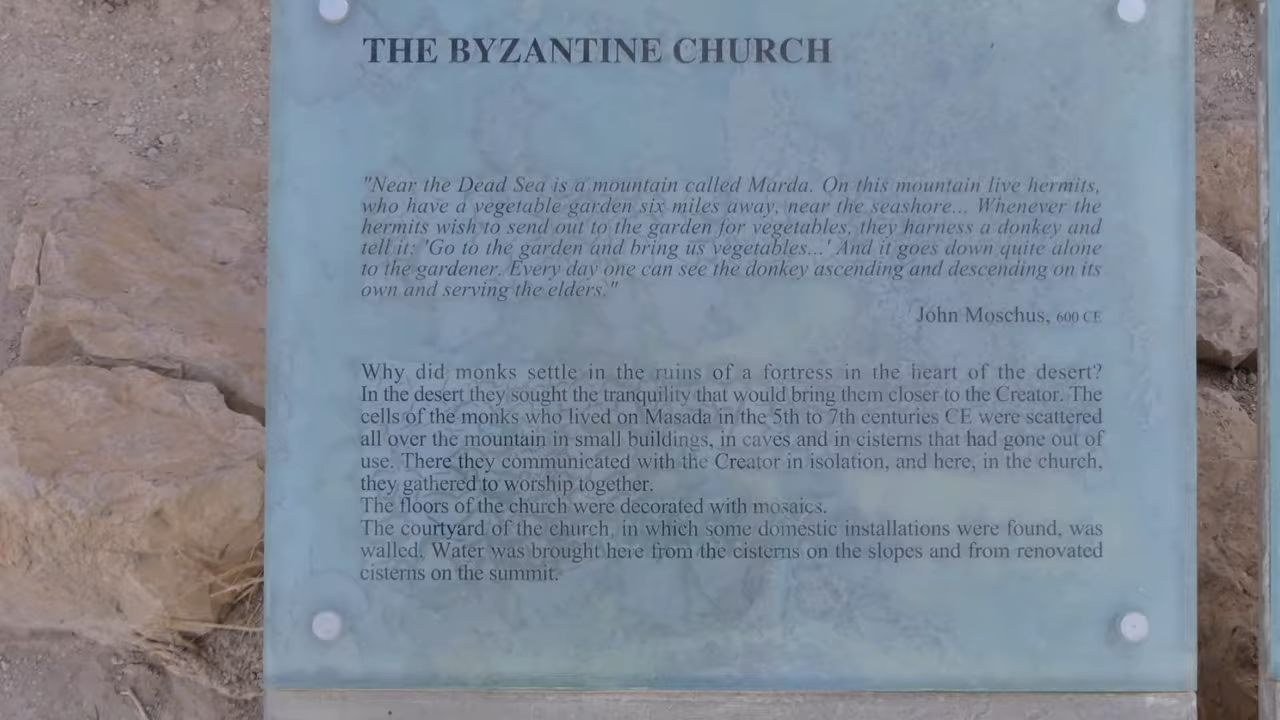 THE BYZANTINE CHURCH
"Near the Dead Sea is a mountain called Marda. On this mountain live hermits,
who have a vegetable garden six miles away, near the seashore... Whenever the
hermits wish to send out to the garden for vegetables, they harness a donkey and
tell it: 'Go to the garden and bring us vegetables...' And it goes down quite alone
to the gardener. Every day one can see the donkey ascending and descending on its
own and serving the elders."
John Moschus, 600 CE
Why did monks settle in the ruins of a fortress in the heart of the desert?
In the desert they sought the tranquility that would bring them closer to the Creator. The
cells of the monks who lived on Masada in the 5th to 7th centuries CE were scattered
all over the mountain in small buildings, in caves and in cisterns that had gone out of
use. There they communicated with the Creator in isolation, and here, in the church,
they gathered to worship together.
The floors of the church were decorated with mosaics.
The courtyard of the church, in which some domestic installations were found, was
walled. Water was brought here from the cisterns on the slopes and from renovated
cisterns on the summit.